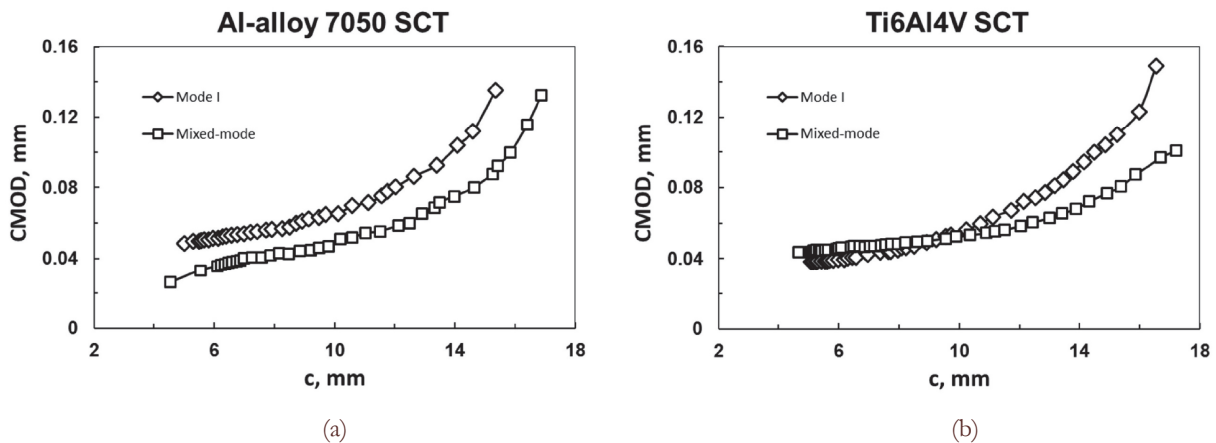 Al-alloy 7050 SCT
0.16
0.12
0.08
0.04
0
CMOD, mm
Mode I
Mixed-mode
2
6
10
14
18
c, mm
(a)
Ti6Al4V SCT
0.16
0.12
0.08
0.04
0
CMOD, mm
Mode I
Mixed-mode
2
6
10
14
18
c, mm
(b)